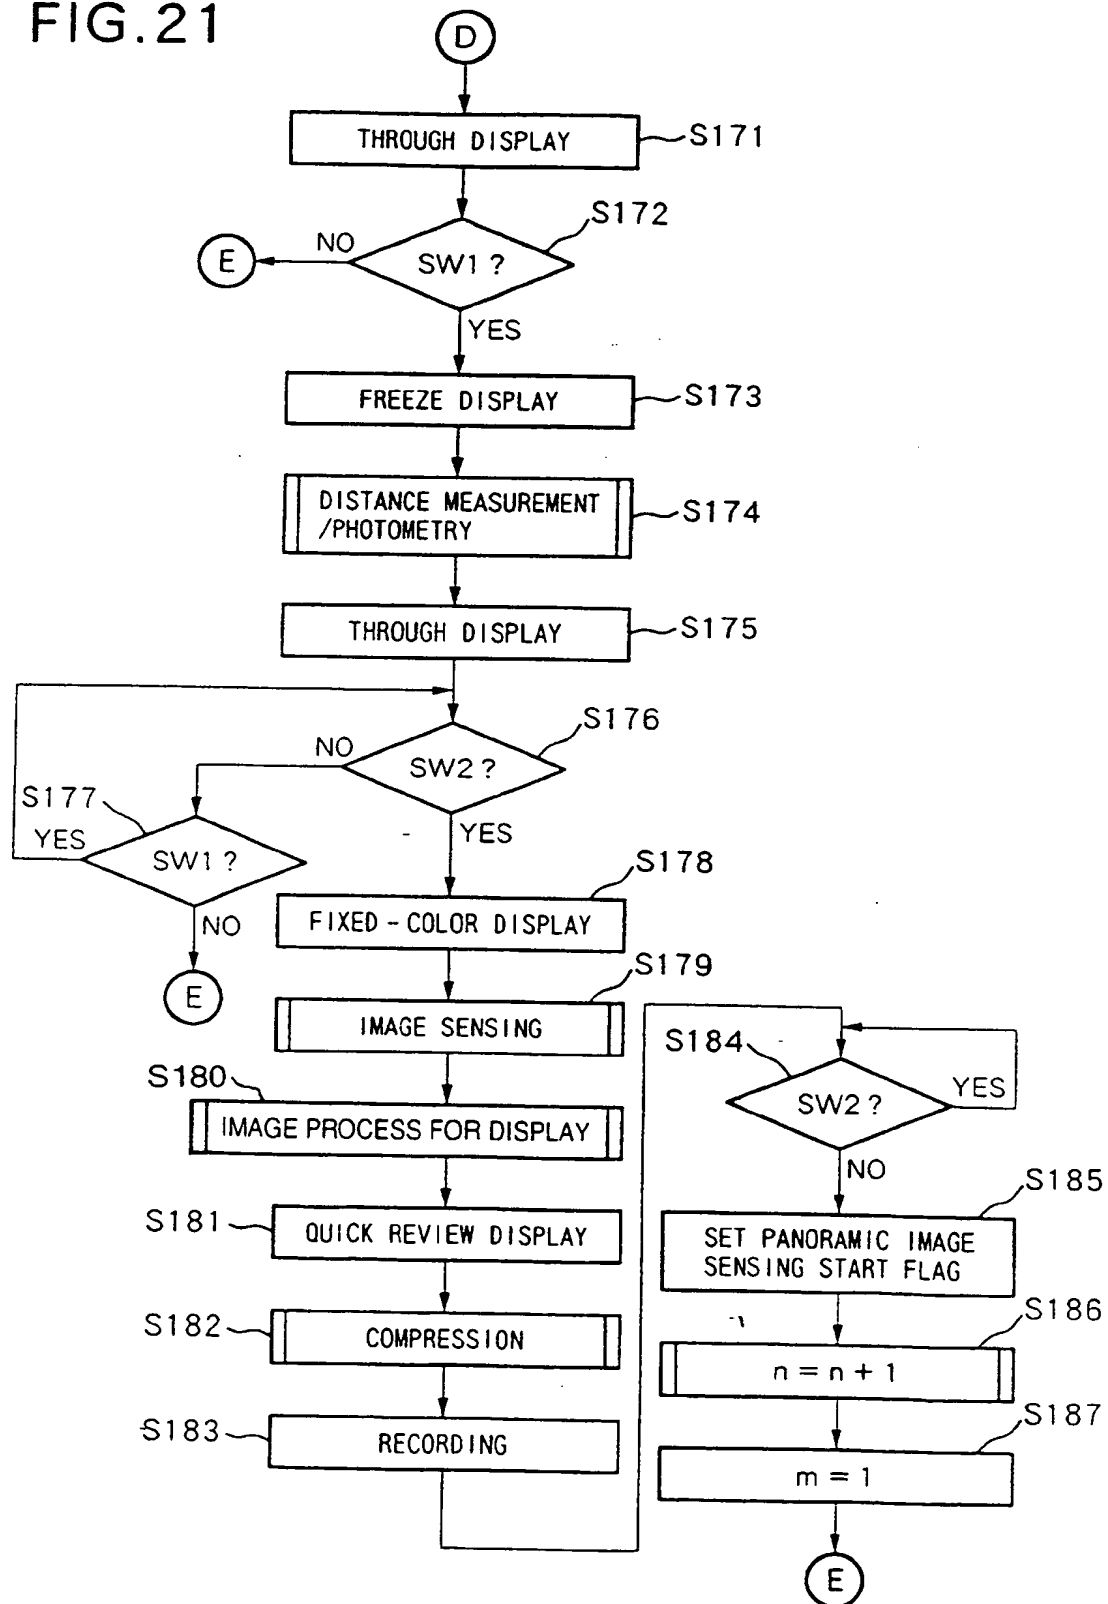 FIG.21
D
THROUGH DISPLAY
S171
S172
NO
SW1 ?
E
YES
FREEZE DISPLAY
S173
DISTANCE MEASUREMENT
/PHOTOMETRY
S174
THROUGH DISPLAY
S175
S176
NO
SW2 ?
YES
S177
YES
SW1 ?
NO
E
S178
FIXED-COLOR DISPLAY
S179
IMAGE SENSING
S180
IMAGE PROCESS FOR DISPLAY
S181
QUICK REVIEW DISPLAY
S182
COMPRESSION
S183
RECORDING
S184
SW2 ?
YES
NO
S185
SET PANORAMIC IMAGE
SENSING START FLAG
S186
n = n + 1
S187
m = 1
E